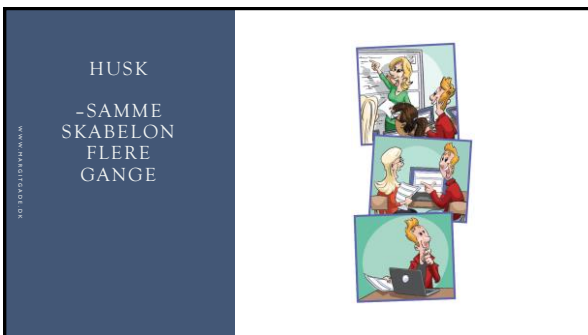 HUSK
-SAMME
SKABELON
FLERE
GANGE
WWW.MARGITGADE.DK